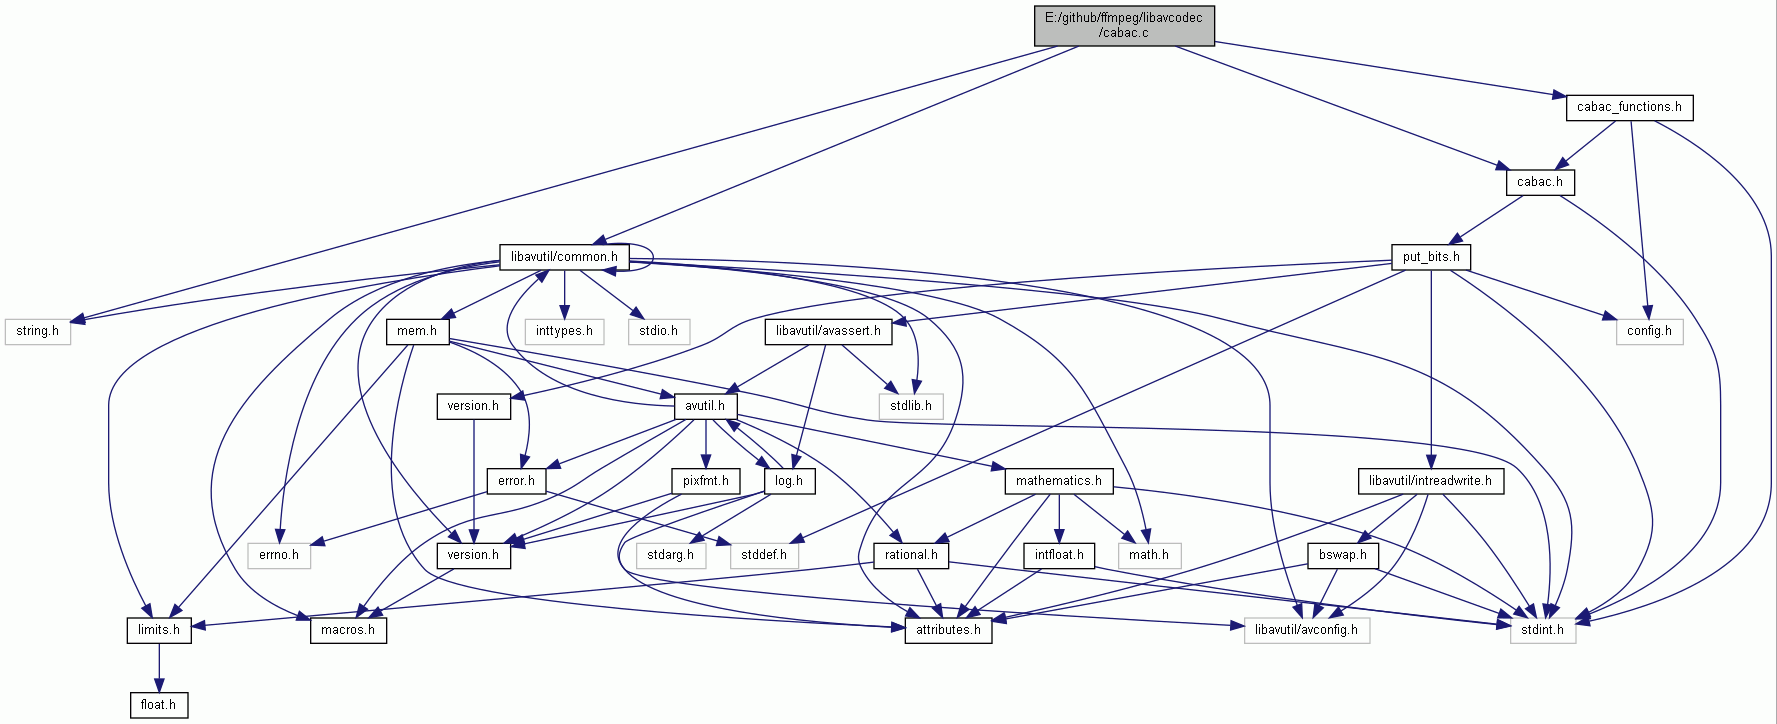 E:/github/ffmpeg/libavcodec
/cabac.c
cabac_functions.h
cabac.h
libavutil/common.h
put_bits.h
string.h
mem.h
inttypes.h
stdio.h
libavutil/avassert.h
config.h
version.h
avutil.h
stdlib.h
error.h
pixfmt.h
log.h
mathematics.h
libavutil/intreadwrite.h
errno.h
version.h
stdarg.h
stddef.h
rational.h
intfloat.h
math.h
bswap.h
limits.h
macros.h
attributes.h
libavutil/avconfig.h
stdint.h
float.h